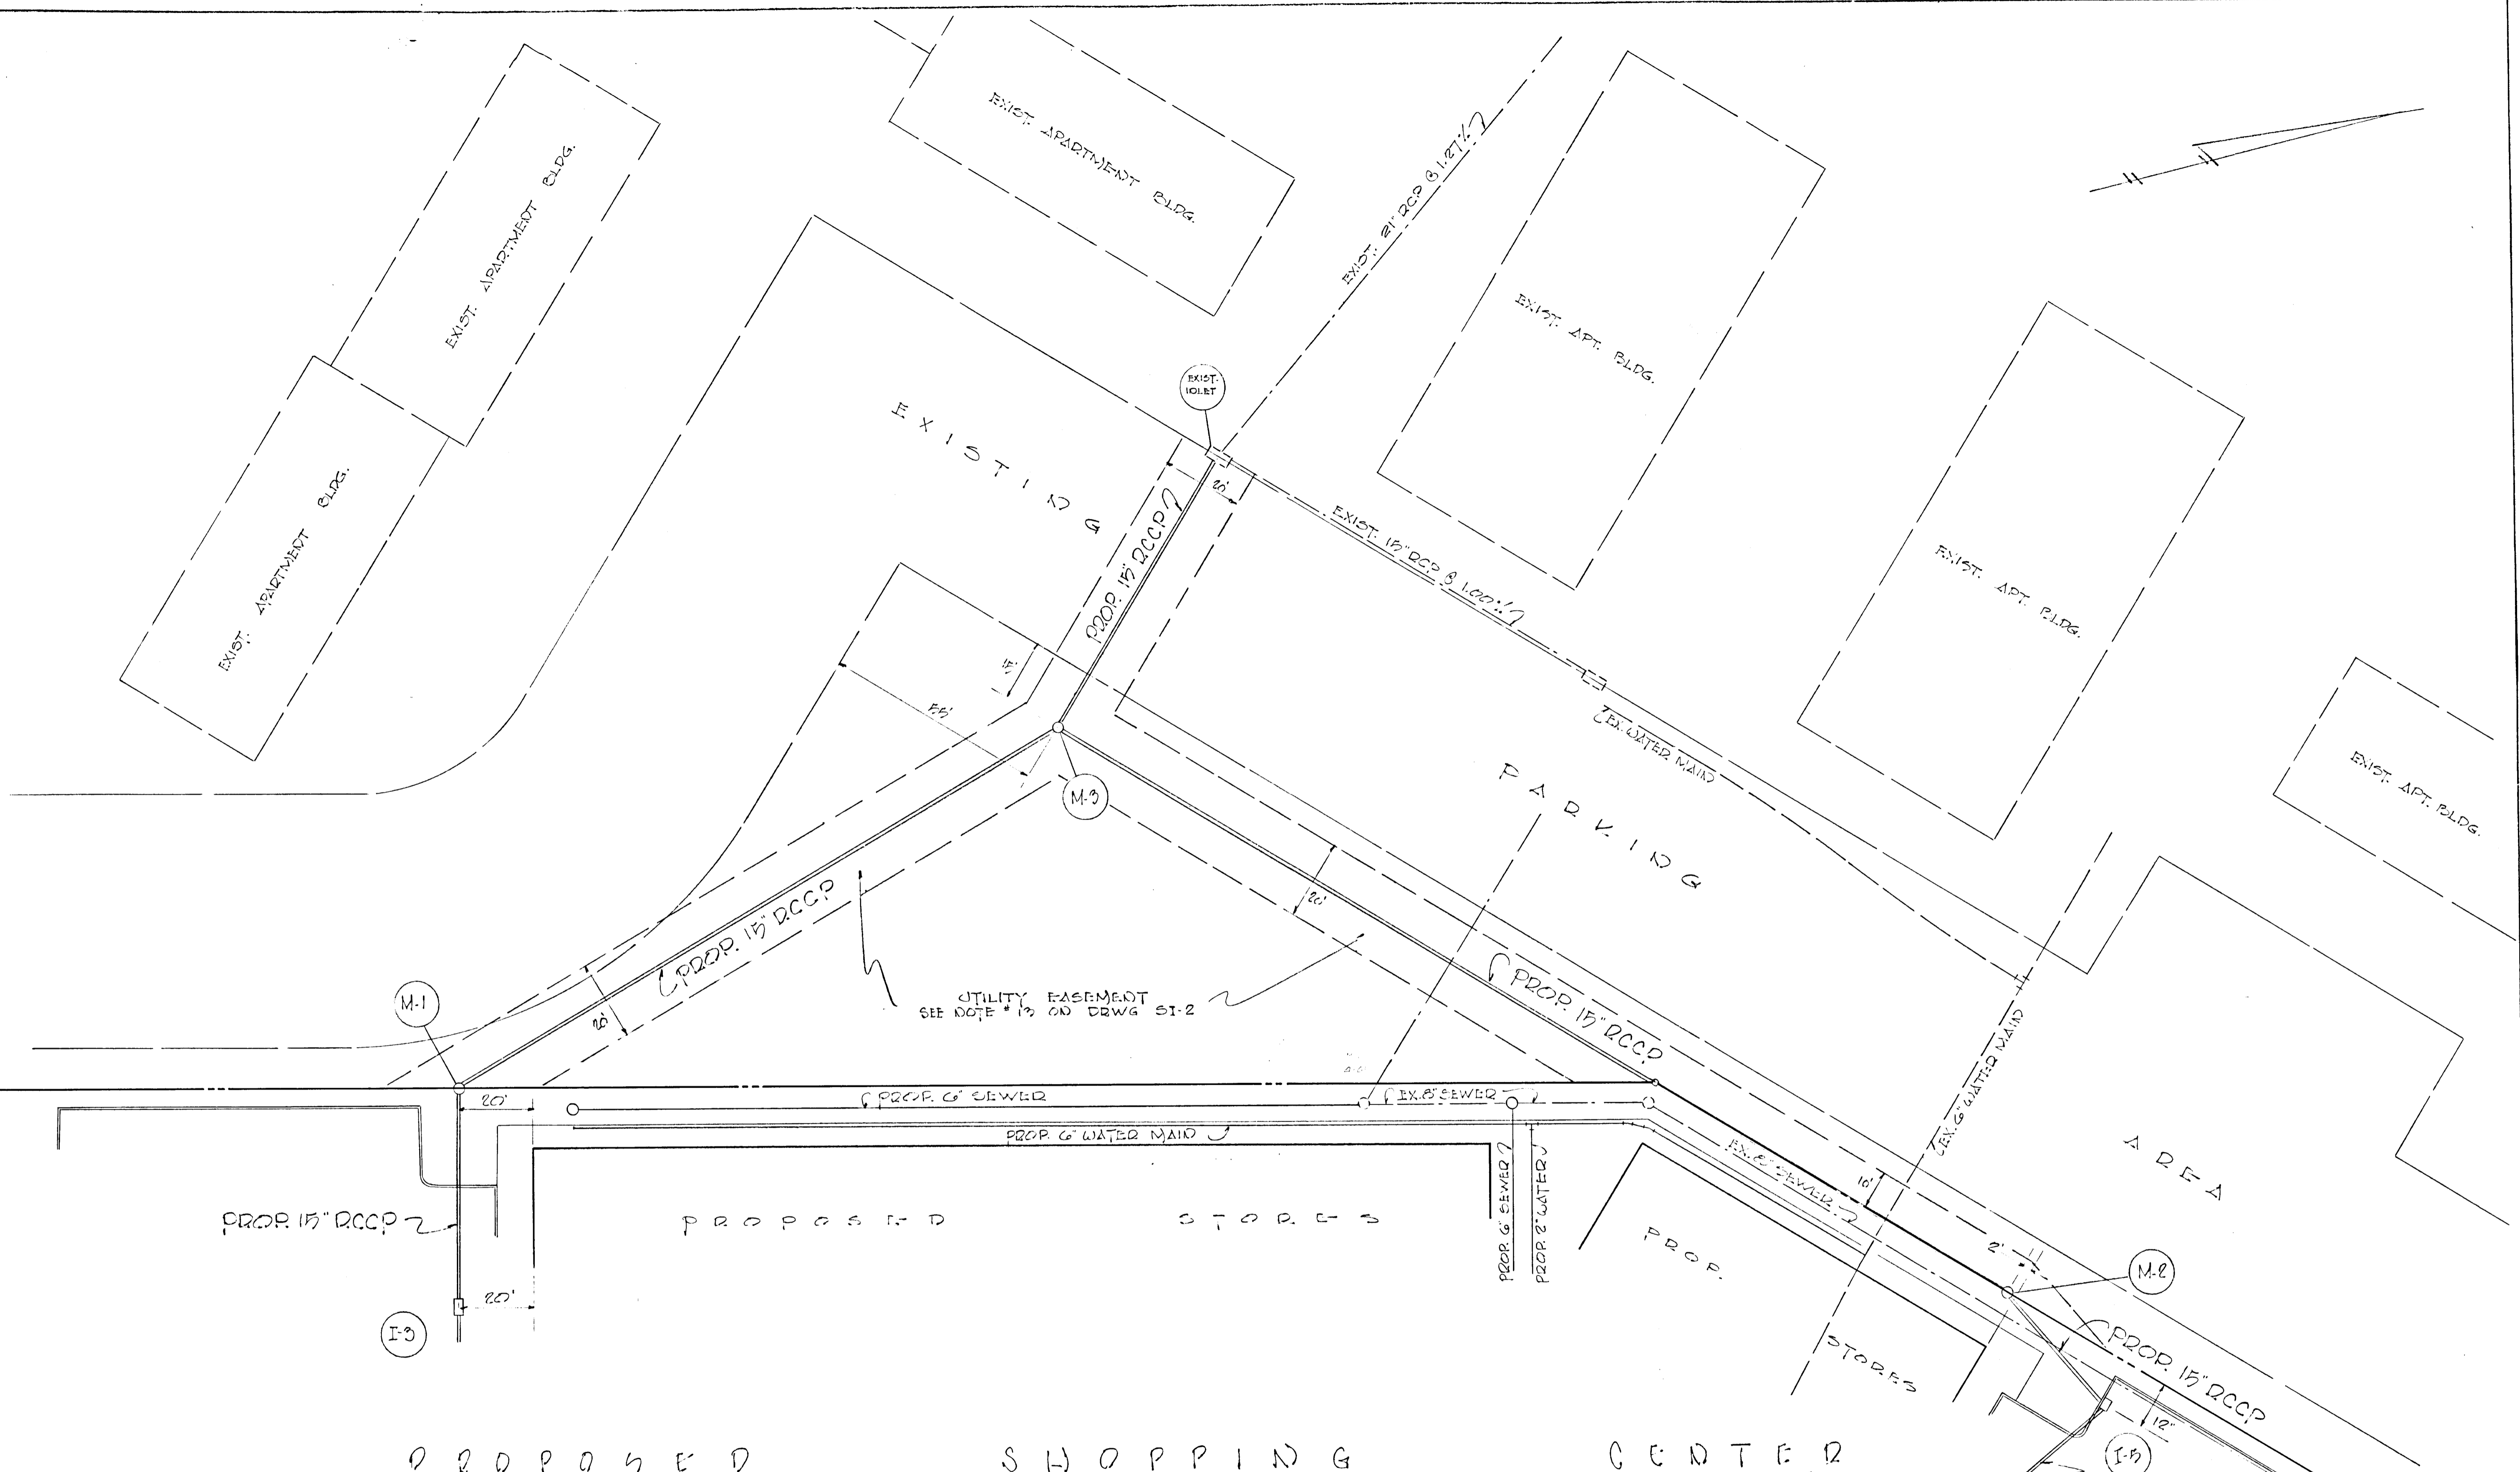 EXIST. APARTMENT BLDG.
EXIST. APARTMENT BLDG.
EXIST. APARTMENT BLDG.
EXIST. 21" RCP @ 1.27%
EXIST. APT. BLDG.
EXIST. APT. BLDG.
EXIST. APT. BLDG.
EXIST.
INLET
EXISTING
20'
PROP. 15" R.C.C.P.
EXIST. 15" RCP @ 1.00%
15'
55'
EX. WATER MAIN
M-3
PARKING
20'
PROP. 15" R.C.C.P.
PROP. 15" R.C.C.P.
M-1
20'
UTILITY EASEMENT
SEE NOTE #13 ON DRWG SI-2
EX. 6" WATER MAIN
AREA
20'
PROP. 6" SEWER
EX. 8" SEWER
PROP. 6" WATER MAIN
EX. 8" SEWER
10'
PROP. 15" RCCP
PROPOSED STORES
PROP. 6" SEWER
PROP. 2" WATER
PROP.
STORES
2'
M-2
20'
I-3
PROP. 15" RCCP
12"
I-5
PROPOSED SHOPPING CENTER